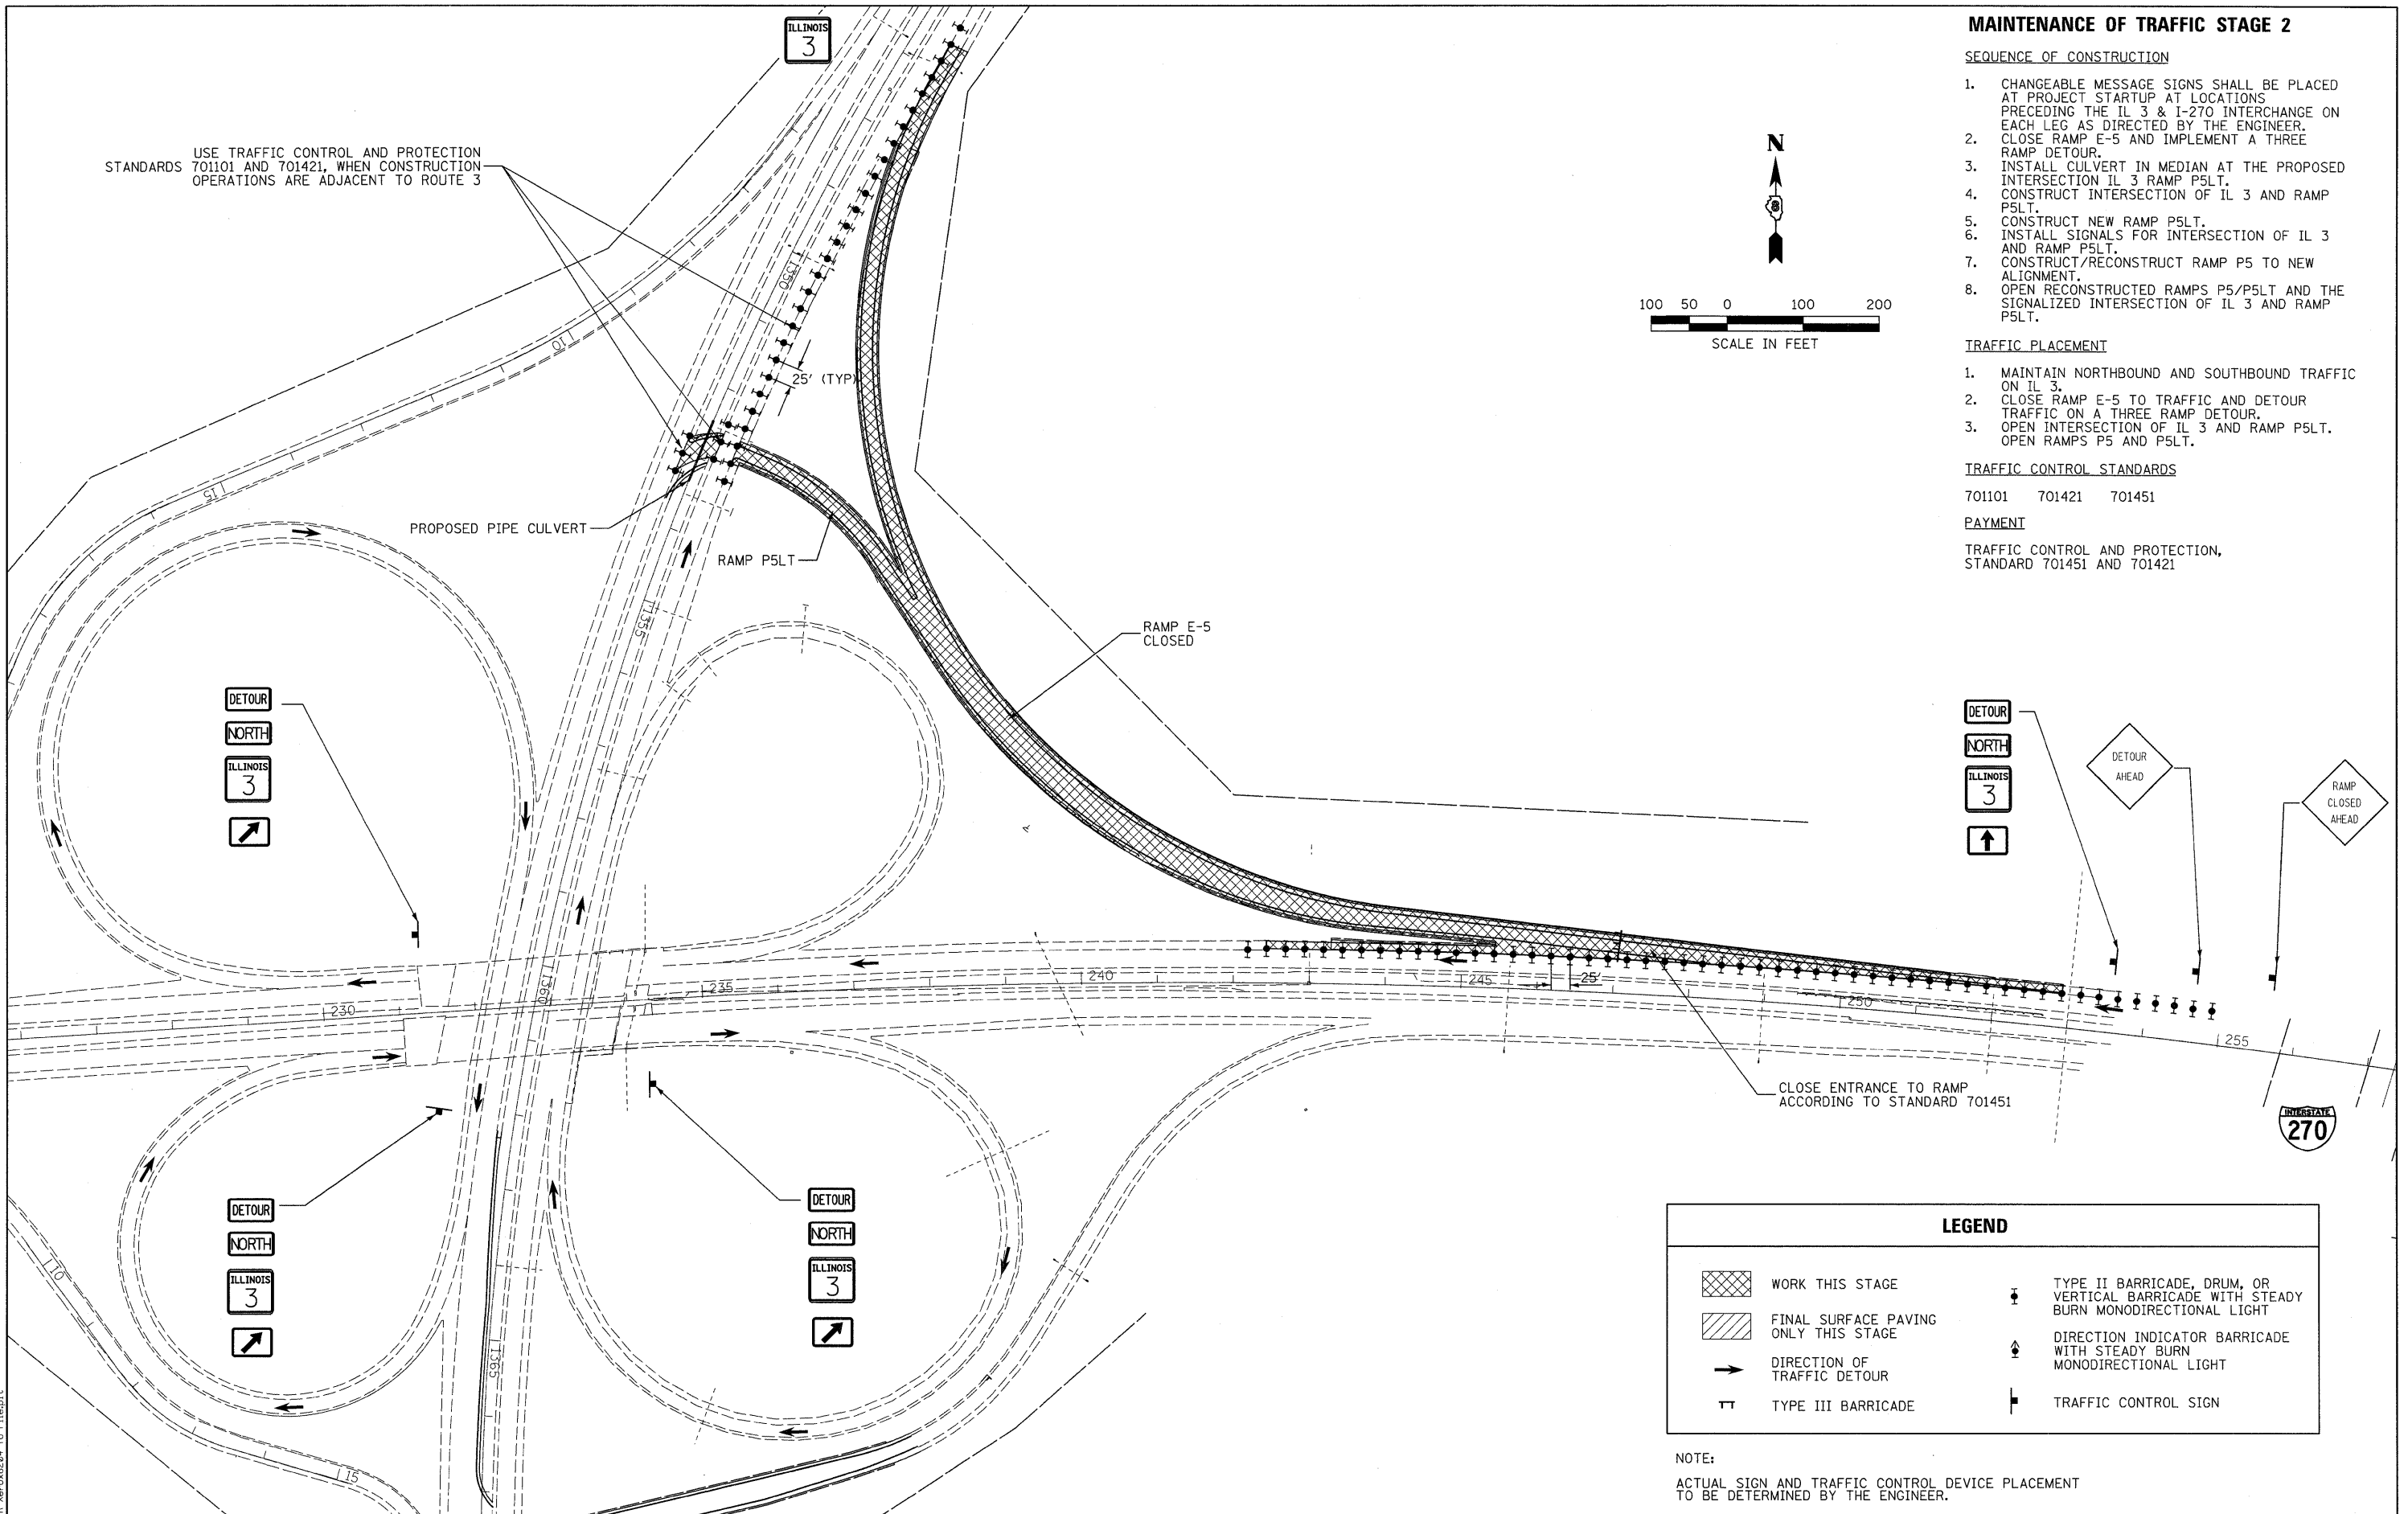 MAINTENANCE OF TRAFFIC STAGE 2
SEQUENCE OF CONSTRUCTION
1. CHANGEABLE MESSAGE SIGNS SHALL BE PLACED
AT PROJECT STARTUP AT LOCATIONS
PRECEDING THE IL 3 & I-270 INTERCHANGE ON
EACH LEG AS DIRECTED BY THE ENGINEER.
2. CLOSE RAMP E-5 AND IMPLEMENT A THREE
RAMP DETOUR.
3. INSTALL CULVERT IN MEDIAN AT THE PROPOSED
INTERSECTION IL 3 RAMP P5LT.
4. CONSTRUCT INTERSECTION OF IL 3 AND RAMP
P5LT.
5. CONSTRUCT NEW RAMP P5LT.
6. INSTALL SIGNALS FOR INTERSECTION OF IL 3
AND RAMP P5LT.
7. CONSTRUCT/RECONSTRUCT RAMP P5 TO NEW
ALIGNMENT.
8. OPEN RECONSTRUCTED RAMPS P5/P5LT AND THE
SIGNALIZED INTERSECTION OF IL 3 AND RAMP
P5LT.
TRAFFIC PLACEMENT
1. MAINTAIN NORTHBOUND AND SOUTHBOUND TRAFFIC
ON IL 3.
2. CLOSE RAMP E-5 TO TRAFFIC AND DETOUR
TRAFFIC ON A THREE RAMP DETOUR.
3. OPEN INTERSECTION OF IL 3 AND RAMP P5LT.
OPEN RAMPS P5 AND P5LT.
TRAFFIC CONTROL STANDARDS
701101 701421 701451
PAYMENT
TRAFFIC CONTROL AND PROTECTION,
STANDARD 701451 AND 701421
ILLINOIS
3
USE TRAFFIC CONTROL AND PROTECTION
STANDARDS 701101 AND 701421, WHEN CONSTRUCTION
OPERATIONS ARE ADJACENT TO ROUTE 3
N
8
100 50 0 100 200
SCALE IN FEET
1350
10
25' (TYP)
15
PROPOSED PIPE CULVERT
RAMP P5LT
1355
RAMP E-5
CLOSED
DETOUR
NORTH
ILLINOIS
3
DETOUR
NORTH
ILLINOIS
3
DETOUR
AHEAD
RAMP
CLOSED
AHEAD
230
1360
235
240
245
25'
250
255
CLOSE ENTRANCE TO RAMP
ACCORDING TO STANDARD 701451
INTERSTATE
270
DETOUR
NORTH
ILLINOIS
3
DETOUR
NORTH
ILLINOIS
3
10
1365
15
LEGEND
WORK THIS STAGE
FINAL SURFACE PAVING
ONLY THIS STAGE
DIRECTION OF
TRAFFIC DETOUR
TYPE III BARRICADE
TYPE II BARRICADE, DRUM, OR
VERTICAL BARRICADE WITH STEADY
BURN MONODIRECTIONAL LIGHT
DIRECTION INDICATOR BARRICADE
WITH STEADY BURN
MONODIRECTIONAL LIGHT
TRAFFIC CONTROL SIGN
NOTE:
ACTUAL SIGN AND TRAFFIC CONTROL DEVICE PLACEMENT
TO BE DETERMINED BY THE ENGINEER.